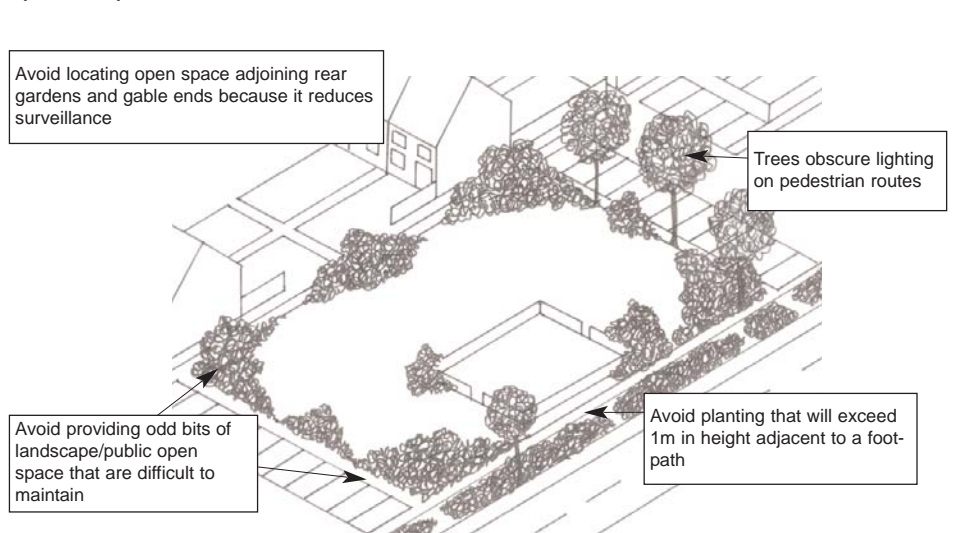 Avoid locating open space adjoining rear
gardens and gable ends because it reduces
surveillance
Trees obscure lighting
on pedestrian routes
Avoid providing odd bits of
landscape/public open
space that are difficult to
maintain
Avoid planting that will exceed
1m in height adjacent to a foot-
path